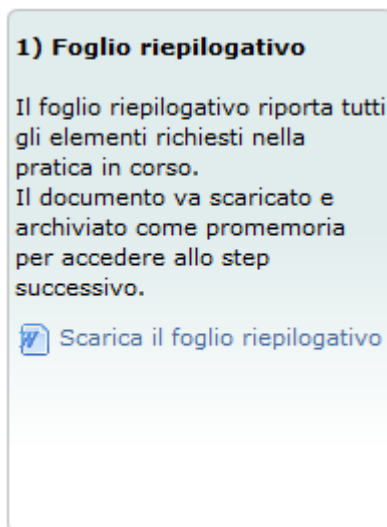 1) Foglio riepilogativo
Il foglio riepilogativo riporta tutti
gli elementi richiesti nella
pratica in corso.
Il documento va scaricato e
archiviato come promemoria
per accedere allo step
successivo.
Scarica il foglio riepilogativo